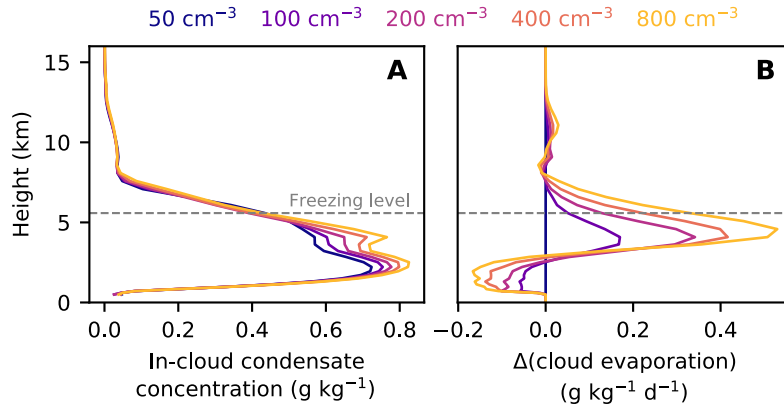 50 cm⁻³ 100 cm⁻³ 200 cm⁻³ 400 cm⁻³ 800 cm⁻³
A
B
Height (km)
15
10
5
0
Freezing level
0.0 0.2 0.4 0.6 0.8
−0.2 0.0 0.2 0.4
In-cloud condensate
concentration (g kg⁻¹)
Δ(cloud evaporation)
(g kg⁻¹ d⁻¹)